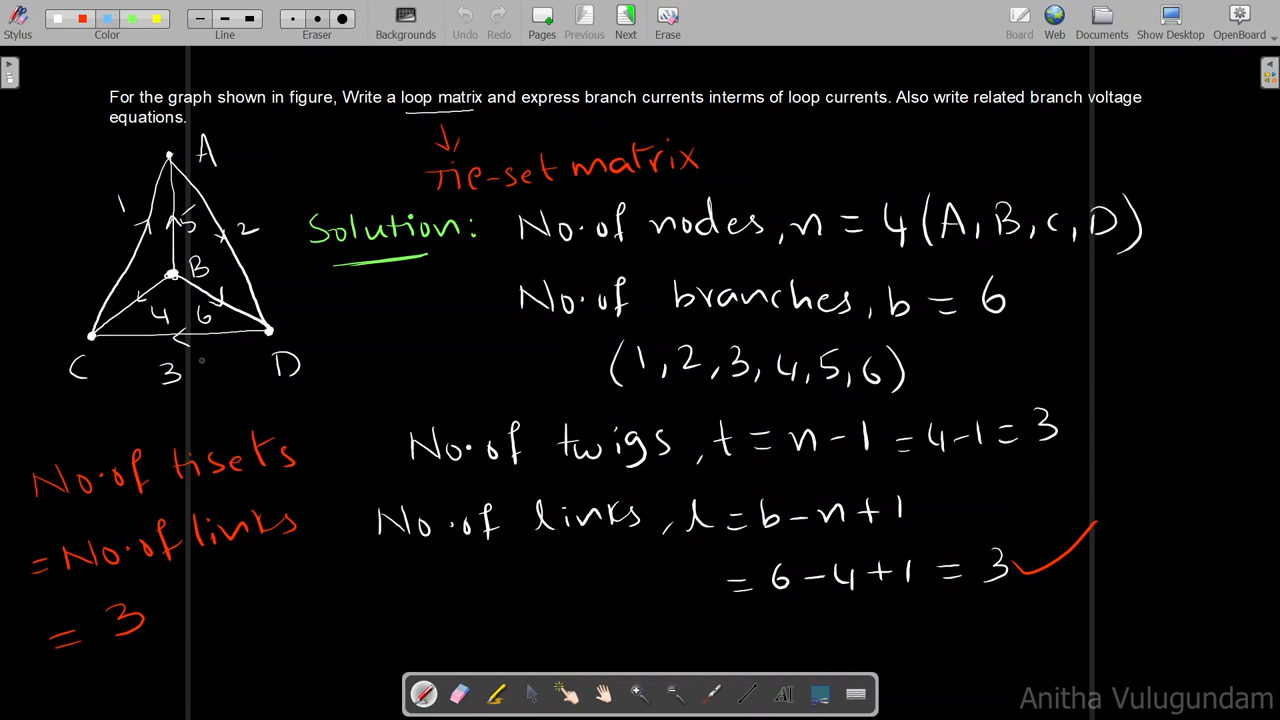 Stylus Color Line Eraser Backgrounds Undo Redo Pages Previous Next Erase Board Web Documents Show Desktop OpenBoard
For the graph shown in figure, Write a loop matrix and express branch currents interms of loop currents. Also write related branch voltage
equations.
Tie-set matrix
A
1
5
2
B
4
6
C
3
D
Solution: No. of nodes, n = 4 (A, B, C, D)
No. of branches, b = 6
(1, 2, 3, 4, 5, 6)
No. of twigs, t = n - 1 = 4 - 1 = 3
No. of links, l = b - n + 1
= 6 - 4 + 1 = 3
No. of tisets
= No. of links
= 3
Anitha Vulugundam